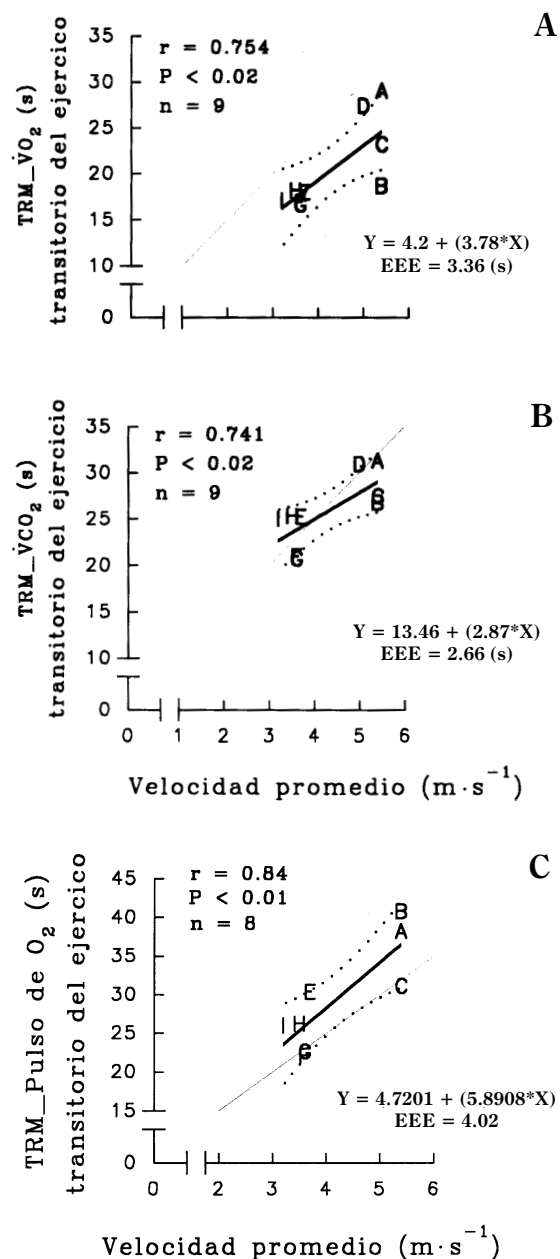 A
TRM_V̇O2 (s)
transitorio del ejercico
35
30
25
20
15
10
0
r = 0.754
P < 0.02
n = 9
A
D
C
B
I
H
F
E
G
Y = 4.2 + (3.78*X)
EEE = 3.36 (s)
B
TRM_V̇CO2 (s)
transitorio del ejercicio
35
30
25
20
15
10
0
r = 0.741
P < 0.02
n = 9
D
A
C
B
I
H
E
F
G
Y = 13.46 + (2.87*X)
EEE = 2.66 (s)
0 1 2 3 4 5 6
Velocidad promedio (m·s⁻¹)
C
TRM_Pulso de O2 (s)
transitorio del ejercico
45
40
35
30
25
20
15
0
r = 0.84
P < 0.01
n = 8
B
A
E
C
I
H
G
Y = 4.7201 + (5.8908*X)
EEE = 4.02
0 2 3 4 5 6
Velocidad promedio (m·s⁻¹)